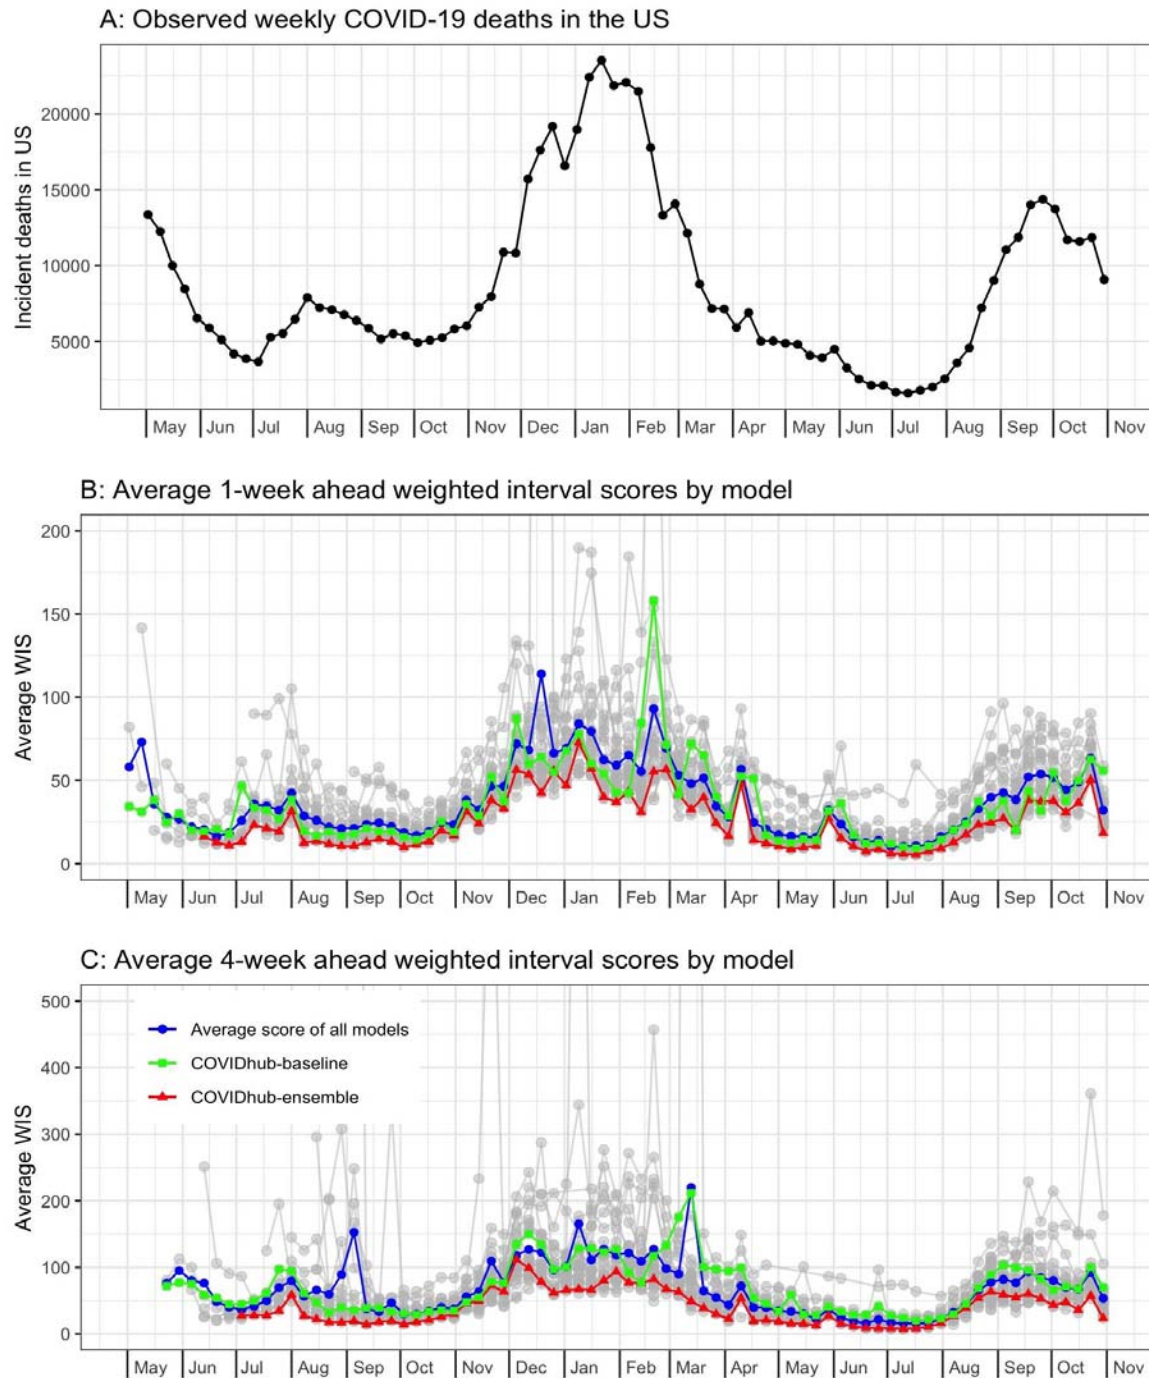 A: Observed weekly COVID-19 deaths in the US
Incident deaths in US
20000
15000
10000
5000
May Jun Jul Aug Sep Oct Nov Dec Jan Feb Mar Apr May Jun Jul Aug Sep Oct Nov
B: Average 1-week ahead weighted interval scores by model
Average WIS
200
150
100
50
0
May Jun Jul Aug Sep Oct Nov Dec Jan Feb Mar Apr May Jun Jul Aug Sep Oct Nov
C: Average 4-week ahead weighted interval scores by model
Average WIS
500
400
300
200
100
0
Average score of all models
COVIDhub-baseline
COVIDhub-ensemble
May Jun Jul Aug Sep Oct Nov Dec Jan Feb Mar Apr May Jun Jul Aug Sep Oct Nov